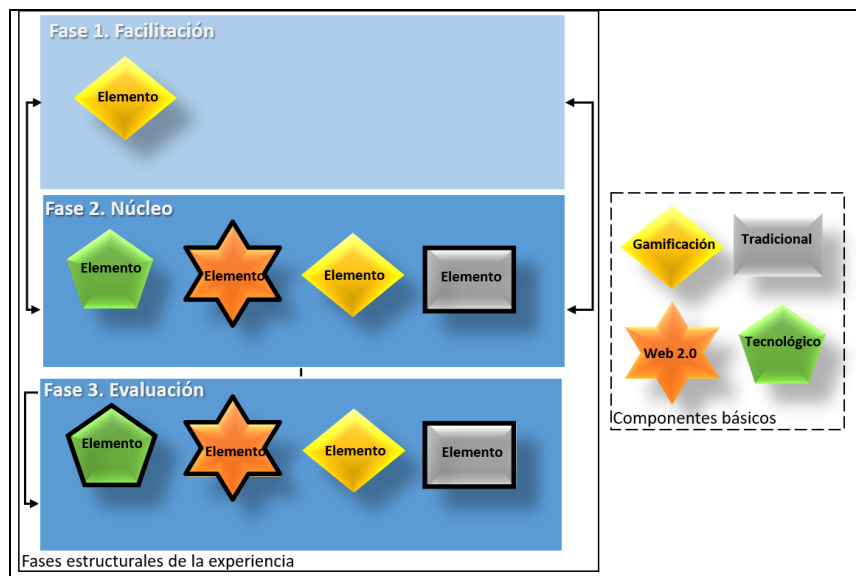 Fase 1. Facilitación
Elemento
Fase 2. Núcleo
Elemento
Elemento
Elemento
Elemento
Fase 3. Evaluación
Elemento
Elemento
Elemento
Elemento
Fases estructurales de la experiencia
Gamificación
Tradicional
Web 2.0
Tecnológico
Componentes básicos